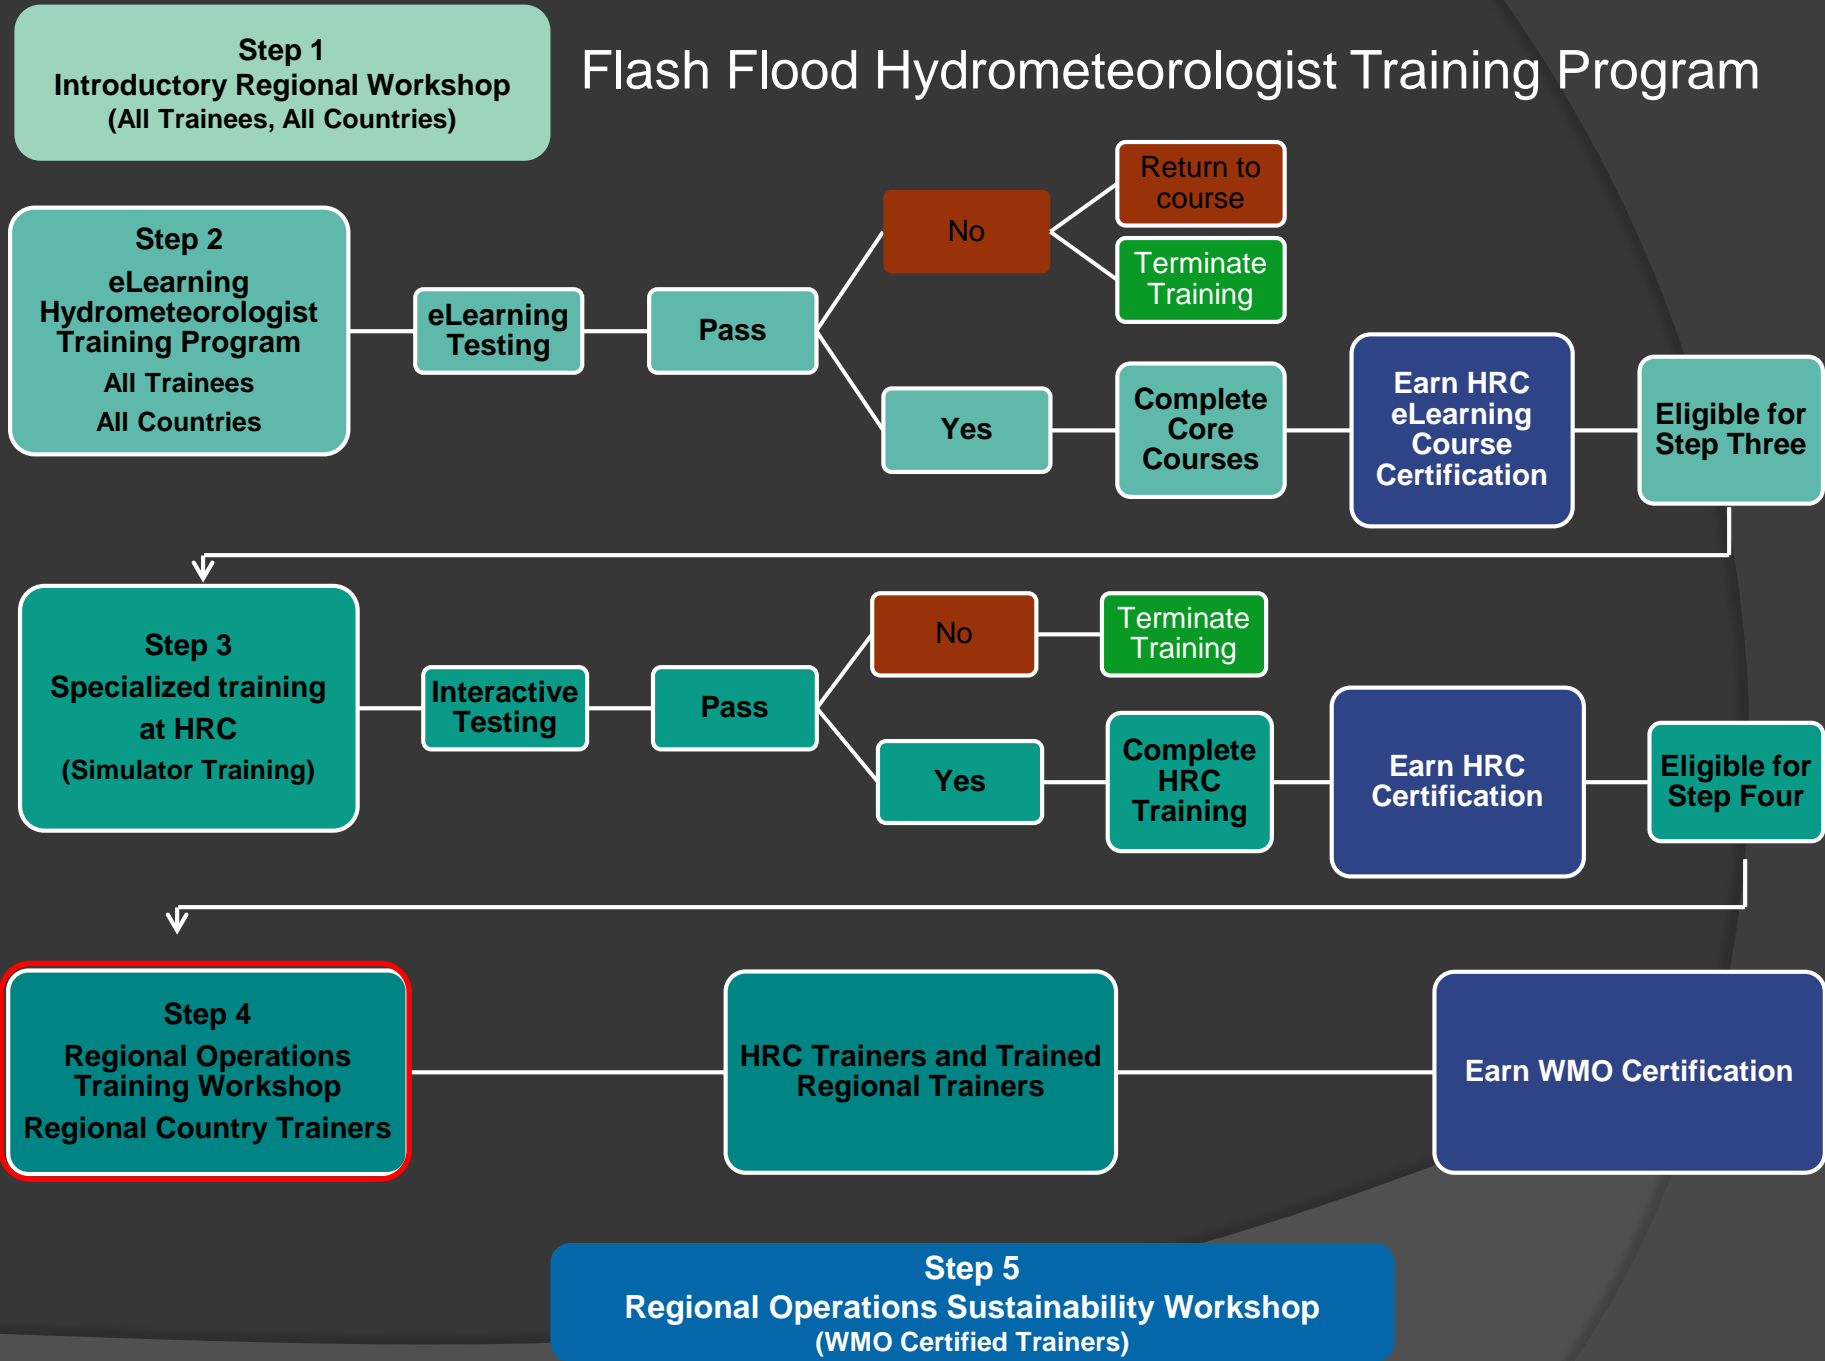 Step 1
Introductory Regional Workshop
(All Trainees, All Countries)
Flash Flood Hydrometeorologist Training Program
Step 2
eLearning
Hydrometeorologist
Training Program
All Trainees
All Countries
eLearning
Testing
Pass
No
Return to
course
Terminate
Training
Yes
Complete
Core
Courses
Earn HRC
eLearning
Course
Certification
Eligible for
Step Three
Step 3
Specialized training
at HRC
(Simulator Training)
Interactive
Testing
Pass
No
Terminate
Training
Yes
Complete
HRC
Training
Earn HRC
Certification
Eligible for
Step Four
Step 4
Regional Operations
Training Workshop
Regional Country Trainers
HRC Trainers and Trained
Regional Trainers
Earn WMO Certification
Step 5
Regional Operations Sustainability Workshop
(WMO Certified Trainers)